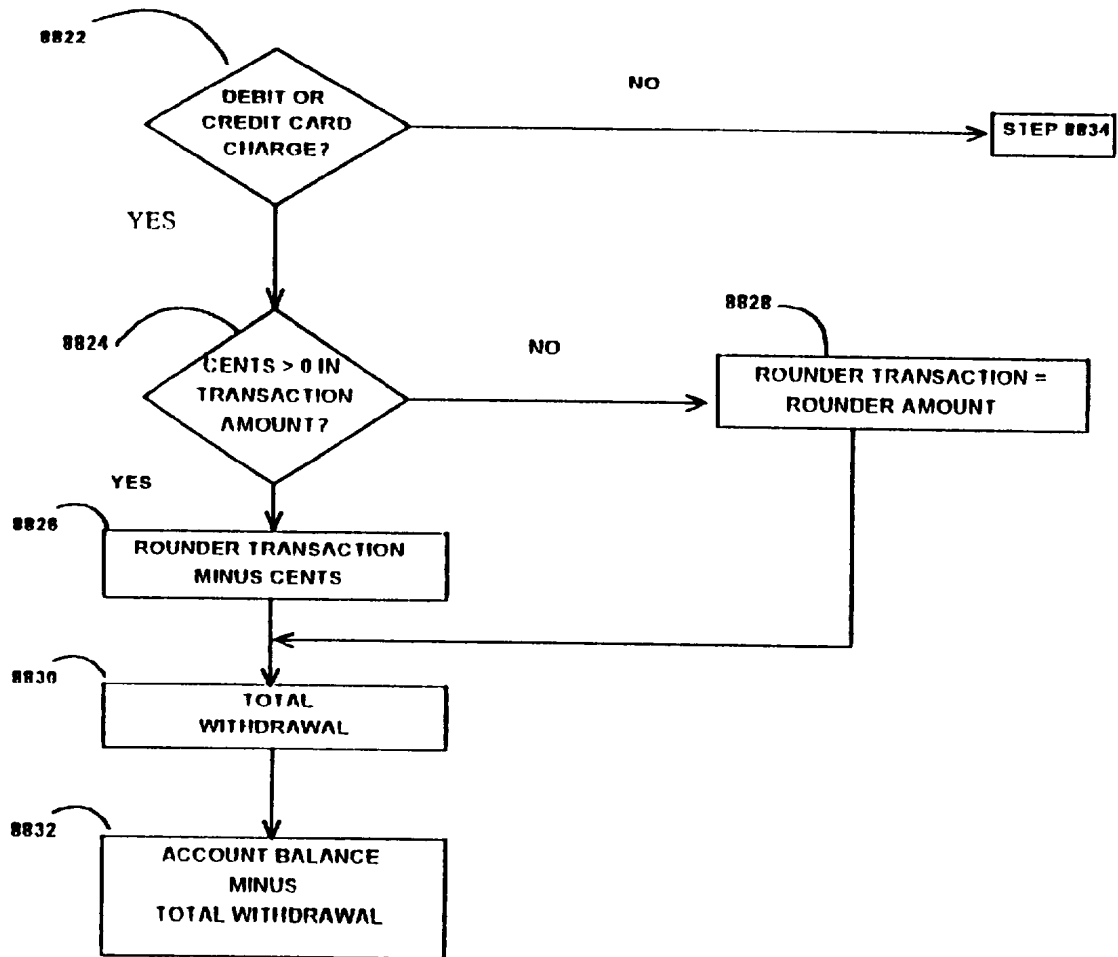 8822
DEBIT OR
CREDIT CARD
CHARGE?
NO
STEP 8834
YES
8824
CENTS > 0 IN
TRANSACTION
AMOUNT?
NO
8828
ROUNDER TRANSACTION =
ROUNDER AMOUNT
YES
8826
ROUNDER TRANSACTION
MINUS CENTS
8830
TOTAL
WITHDRAWAL
8832
ACCOUNT BALANCE
MINUS
TOTAL WITHDRAWAL